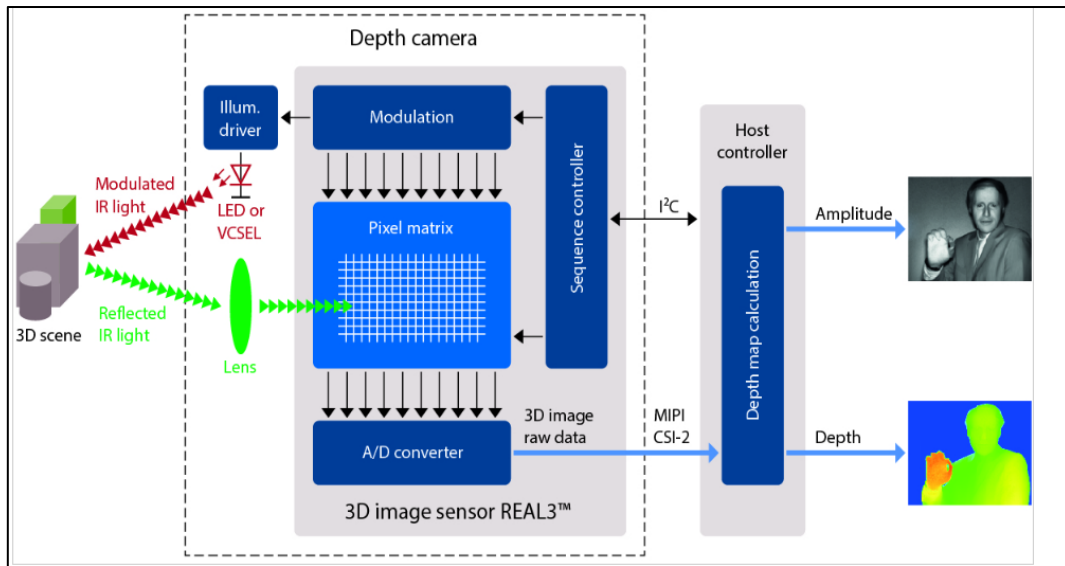 Depth camera
Illum.
driver
Modulation
Sequence controller
Host
controller
Modulated
IR light
LED or
VCSEL
Pixel matrix
I²C
Amplitude
Depth map calculation
3D scene
Reflected
IR light
Lens
3D image
raw data
MIPI
CSI-2
Depth
A/D converter
3D image sensor REAL3™